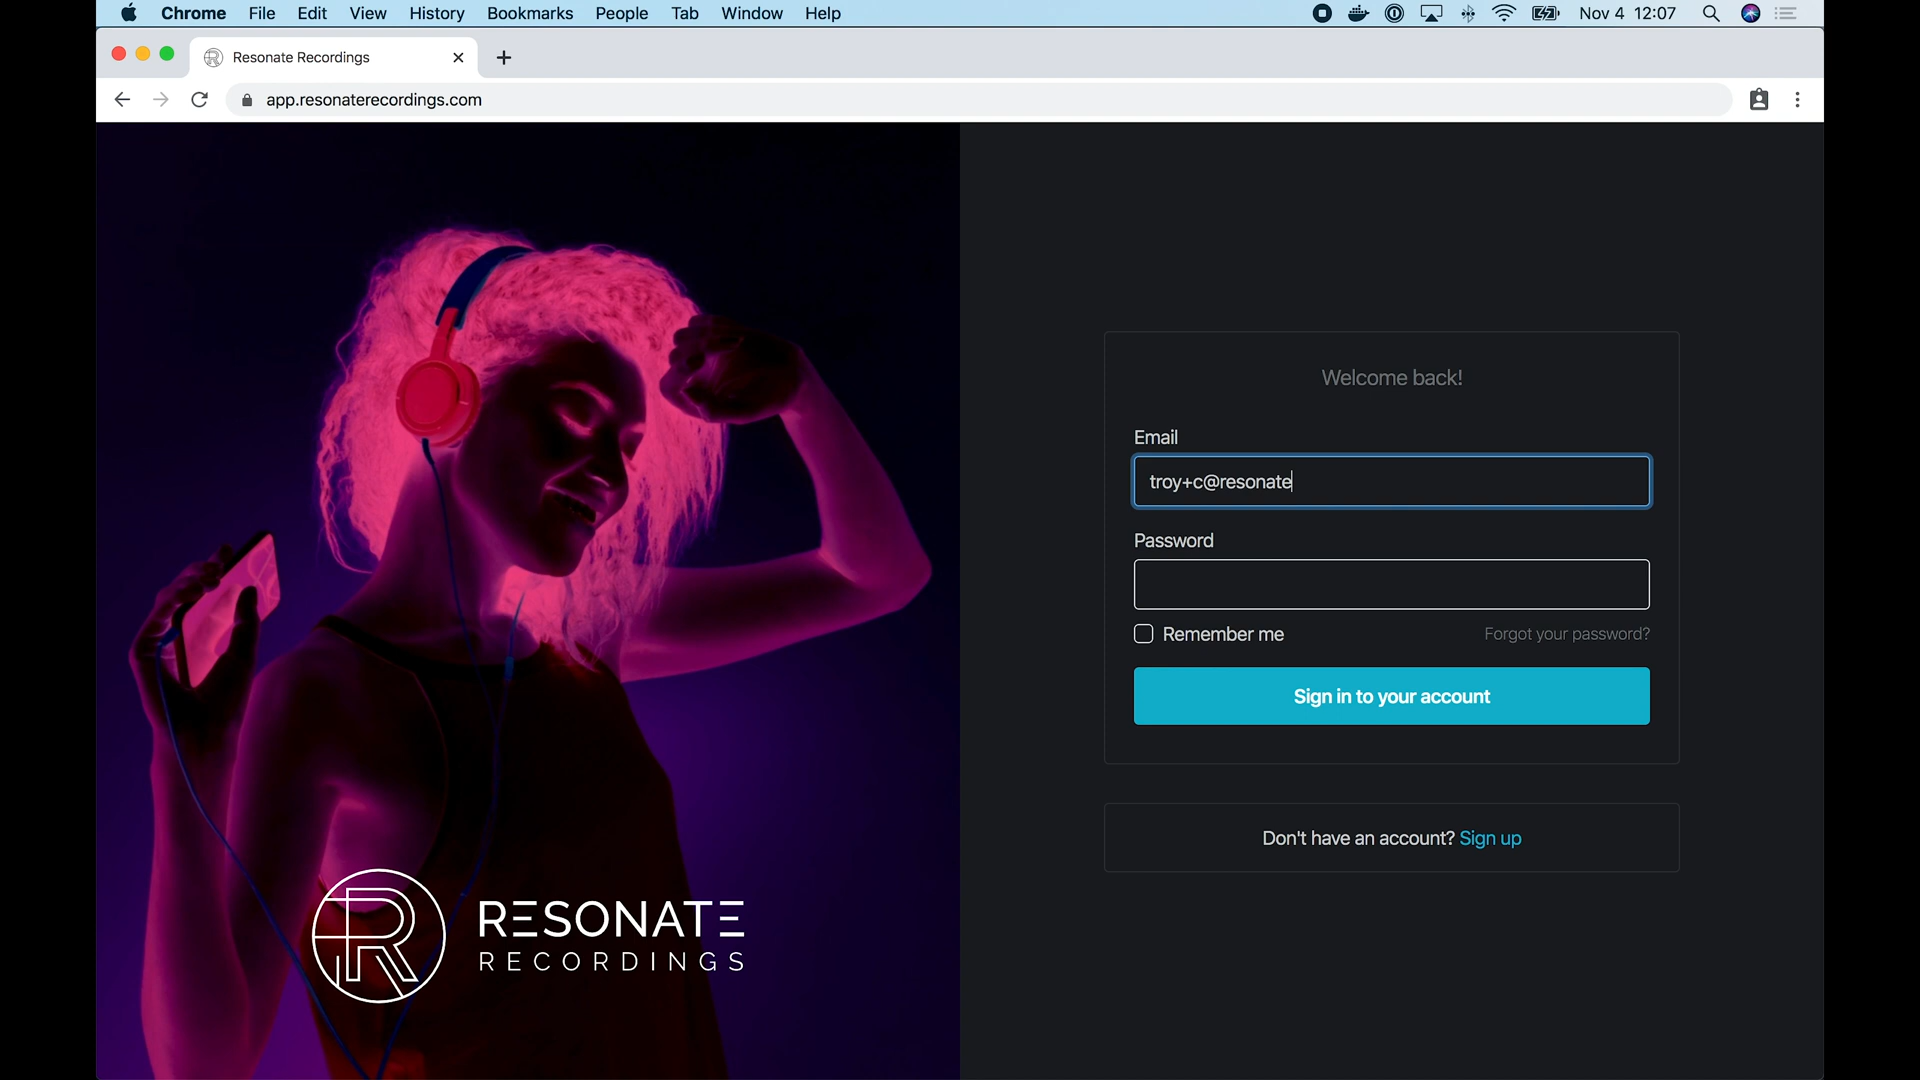 Chrome File Edit View History Bookmarks People Tab Window Help Nov 4 12:07
Resonate Recordings
app.resonaterecordings.com
Welcome back!
Email
troy+c@resonate
Password
Remember me Forgot your password?
Sign in to your account
Don't have an account? Sign up
RESONATE
RECORDINGS